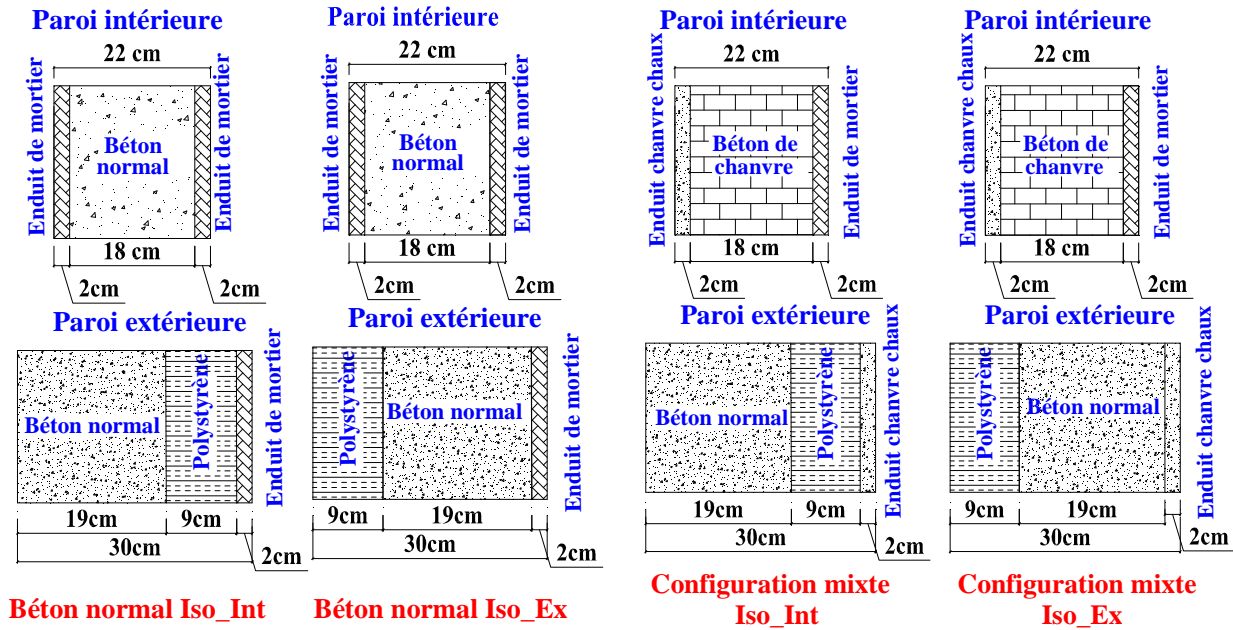 Paroi intérieure
22 cm
Enduit de mortier
Béton
normal
Enduit de mortier
18 cm
2cm
2cm
Paroi extérieure
Béton normal
Polystyrène
Enduit de mortier
19cm
9cm
30cm
2cm
Béton normal Iso_Int
Paroi intérieure
22 cm
Enduit de mortier
Béton
normal
Enduit de mortier
18 cm
2cm
2cm
Paroi extérieure
Polystyrène
Béton normal
Enduit de mortier
9cm
19cm
30cm
2cm
Béton normal Iso_Ex
Paroi intérieure
22 cm
Enduit chanvre chaux
Béton de
chanvre
Enduit de mortier
18 cm
2cm
2cm
Paroi extérieure
Béton normal
Polystyrène
Enduit chanvre chaux
19cm
9cm
30cm
2cm
Configuration mixte
Iso_Int
Paroi intérieure
22 cm
Enduit chanvre chaux
Béton de
chanvre
Enduit de mortier
18 cm
2cm
2cm
Paroi extérieure
Polystyrène
Béton normal
Enduit chanvre chaux
9cm
19cm
30cm
2cm
Configuration mixte
Iso_Ex